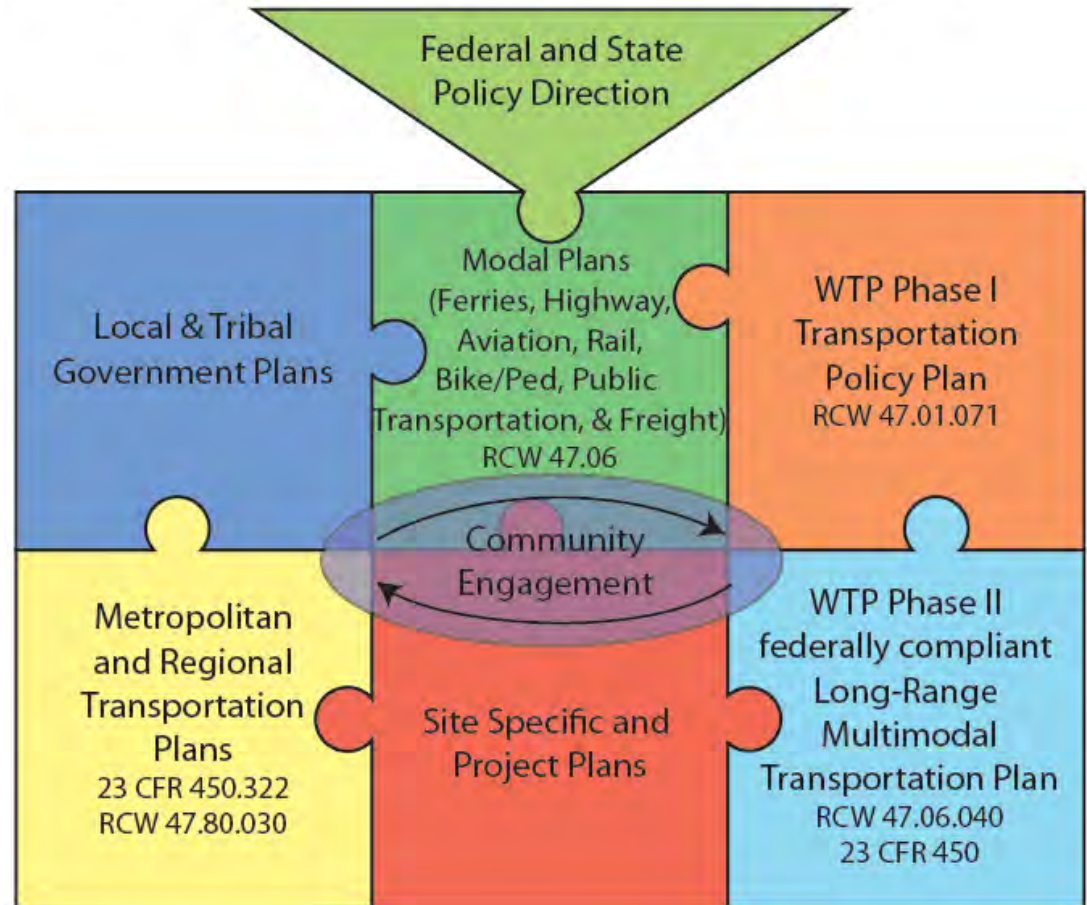 Federal and State
Policy Direction
Local & Tribal
Government Plans
Modal Plans
(Ferries, Highway,
Aviation, Rail,
Bike/Ped, Public
Transportation, & Freight)
RCW 47.06
WTP Phase I
Transportation
Policy Plan
RCW 47.01.071
Community
Engagement
Metropolitan
and Regional
Transportation
Plans
23 CFR 450.322
RCW 47.80.030
Site Specific and
Project Plans
WTP Phase II
federally compliant
Long-Range
Multimodal
Transportation Plan
RCW 47.06.040
23 CFR 450